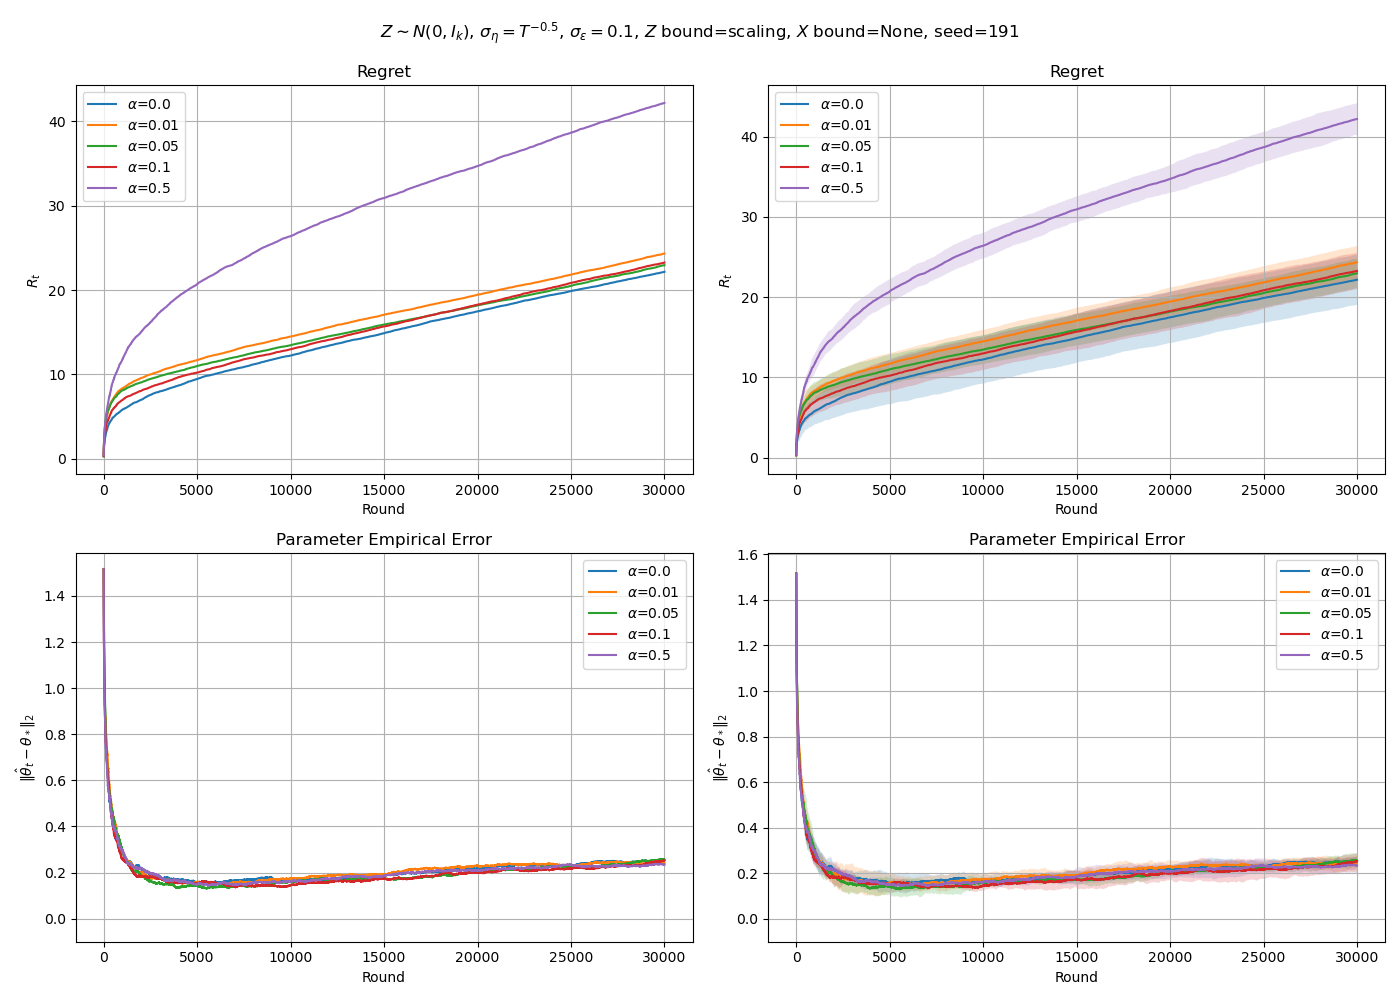 Z ~ N(0, I_k), σ_η = T^{-0.5}, σ_ε = 0.1, Z bound=scaling, X bound=None, seed=191
Regret
α=0.0
α=0.01
α=0.05
α=0.1
α=0.5
40
30
20
10
0
R_t
0 5000 10000 15000 20000 25000 30000
Round
Regret
α=0.0
α=0.01
α=0.05
α=0.1
α=0.5
40
30
20
10
0
R_t
0 5000 10000 15000 20000 25000 30000
Round
Parameter Empirical Error
α=0.0
α=0.01
α=0.05
α=0.1
α=0.5
1.4
1.2
1.0
0.8
0.6
0.4
0.2
0.0
‖θ̂_t − θ_*‖_2
0 5000 10000 15000 20000 25000 30000
Round
Parameter Empirical Error
α=0.0
α=0.01
α=0.05
α=0.1
α=0.5
1.6
1.4
1.2
1.0
0.8
0.6
0.4
0.2
0.0
‖θ̂_t − θ_*‖_2
0 5000 10000 15000 20000 25000 30000
Round